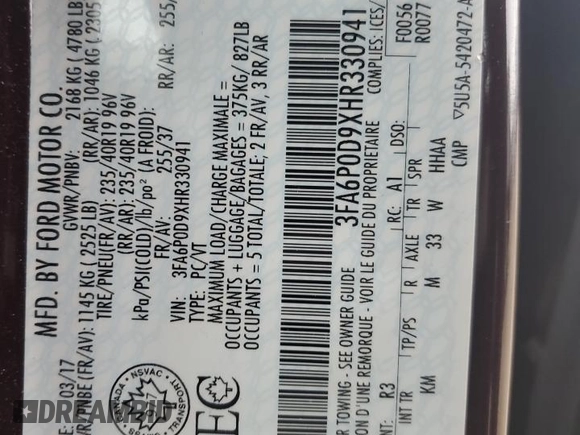 MFD. BY FORD MOTOR CO.
03/17
GVWR/PNBV: 2168 KG ( 4780 LB
1145 KG ( 2525 LB) (RR/AR): 1046 KG ( 2305
TIRE/PNEU(FR/AV): 235/40R19 96V
(RR/AR): 235/40R19 96V
kPa/PSI(COLD)/lb/po² (A FROID):
FR/AV: 255/37 RR/AR: 255/
VIN: 3FA6P0D9XHR330941
TYPE: PC/VT
MAXIMUM LOAD/CHARGE MAXIMALE =
OCCUPANTS + LUGGAGE/BAGAGES = 375KG/ 827LB
OCCUPANTS = 5 TOTAL/TOTALE; 2 FR/AV, 3 RR/AR
3FA6P0D9XHR330941
COMPLIES: ICES/
R TOWING - SEE OWNER GUIDE
D'UNE REMORQUE - VOIR LE GUIDE DU PROPRIETAIRE
F0056
R0077
R3 RC: A1 DSO:
INT TR TP/PS R AXLE TR SPR
KM M 33 W HHAA
CMP ▽5U5A-5420472-A
CANADA
NSVAC
EC
DREAMBID